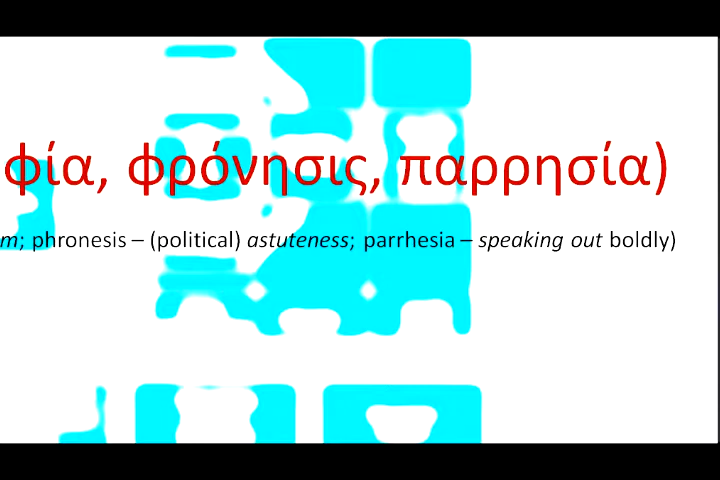 φία, φρόνησις, παρρησία)
m; phronesis – (political) astuteness; parrhesia – speaking out boldly)